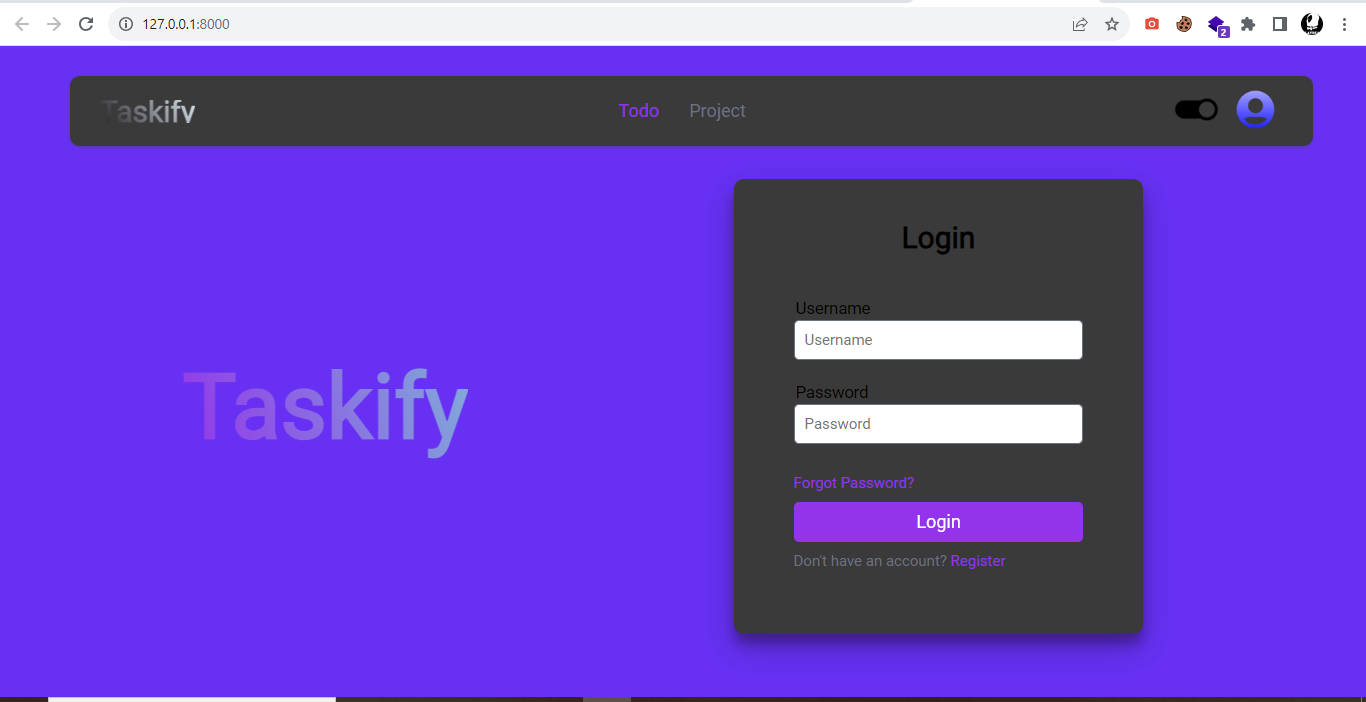 127.0.0.1:8000
2
Taskify
Todo Project
Login
Username
Username
Taskify
Password
Password
Forgot Password?
Login
Don't have an account? Register